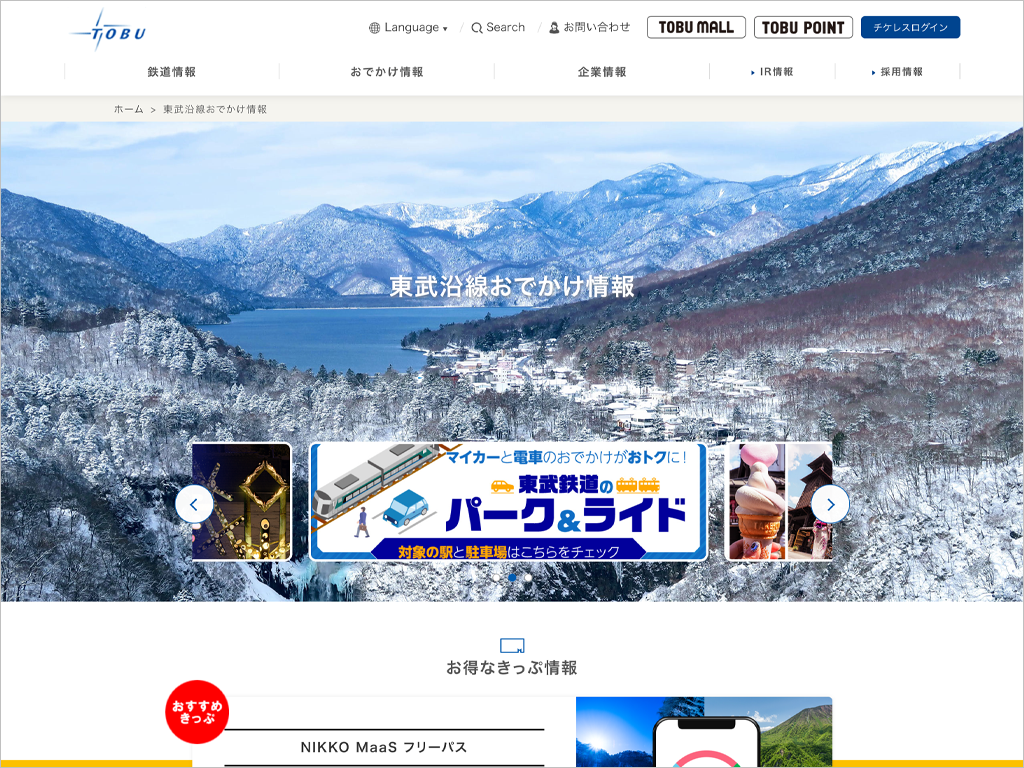 TOBU
Language
Search
お問い合わせ
TOBU MALL
TOBU POINT
チケレスログイン
鉄道情報
おでかけ情報
企業情報
IR情報
採用情報
ホーム > 東武沿線おでかけ情報
東武沿線おでかけ情報
マイカーと電車のおでかけがおトクに!
東武鉄道の
パーク&ライド
対象の駅と駐車場はこちらをチェック
お得なきっぷ情報
おすすめ
きっぷ
NIKKO MaaS フリーパス